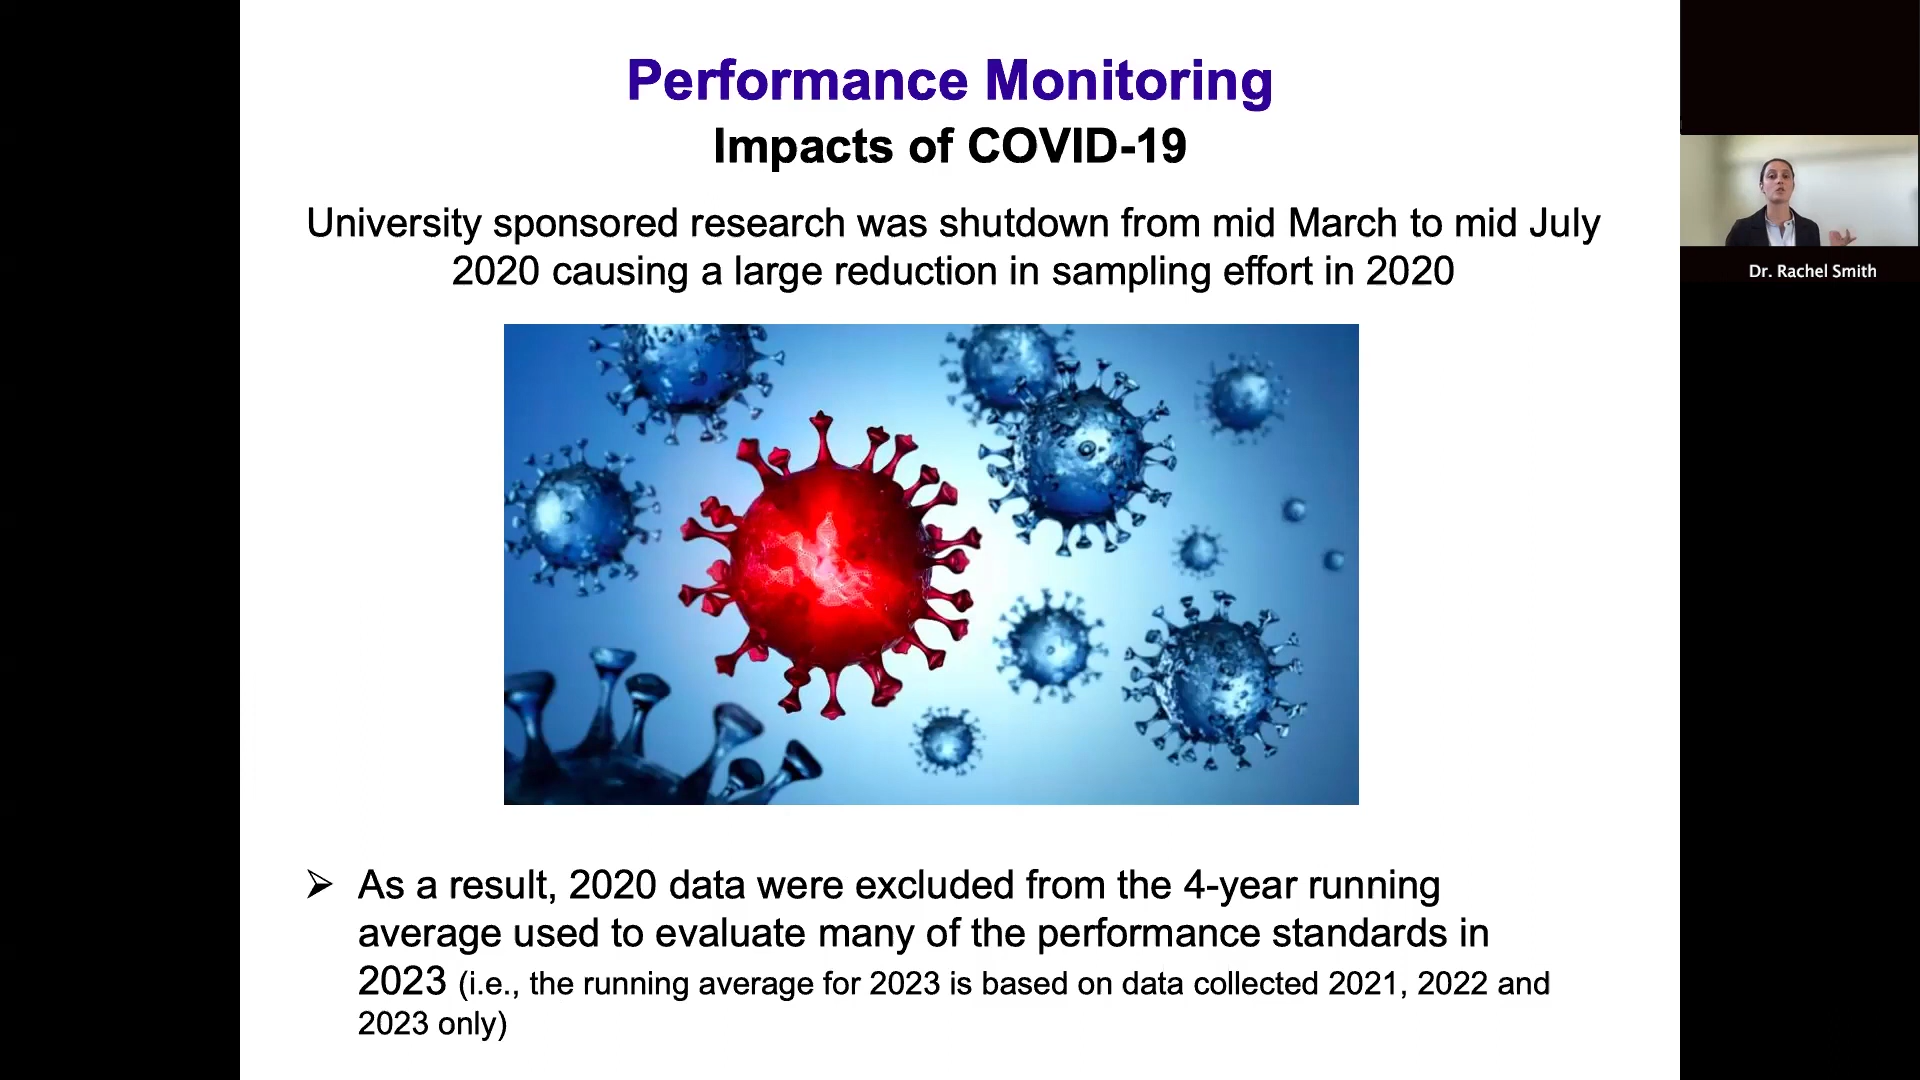 Performance Monitoring
Impacts of COVID-19
University sponsored research was shutdown from mid March to mid July
2020 causing a large reduction in sampling effort in 2020
Dr. Rachel Smith
➢ As a result, 2020 data were excluded from the 4-year running
average used to evaluate many of the performance standards in
2023 (i.e., the running average for 2023 is based on data collected 2021, 2022 and
2023 only)